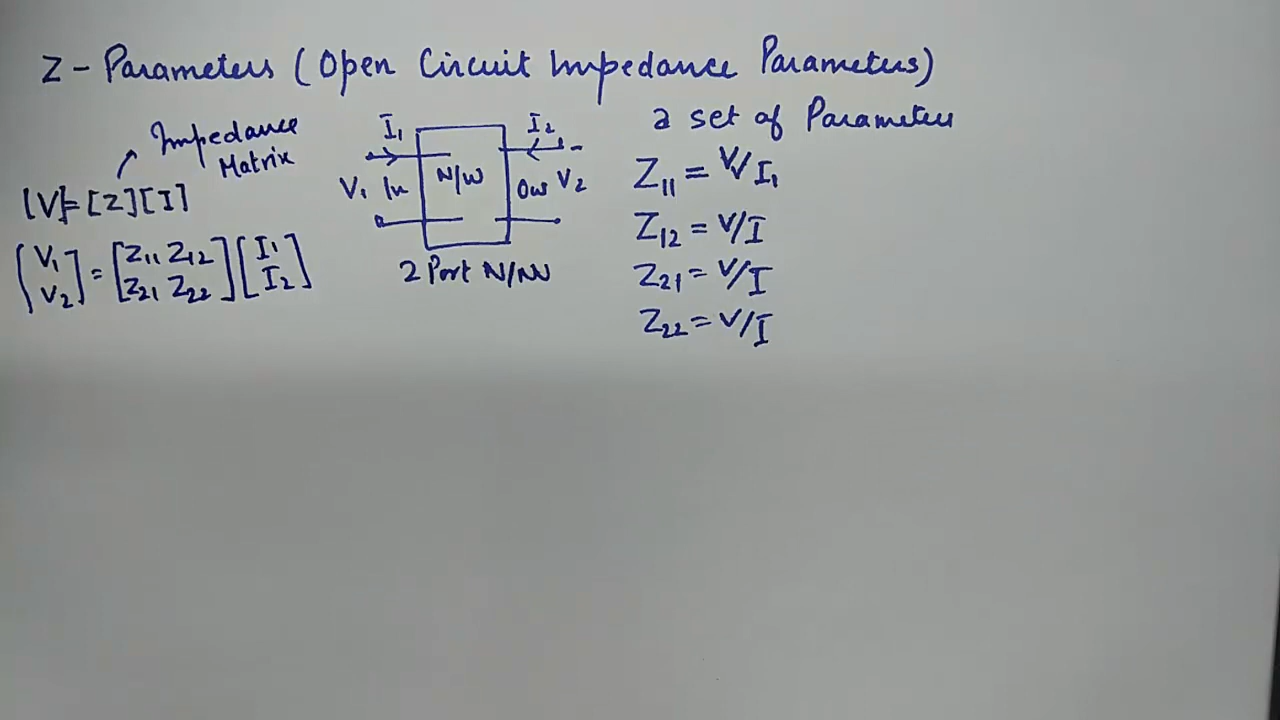 Z - Parameters (Open Circuit Impedance Parameters)
Impedance
Matrix
[V]=[Z][I]
[V1 V2] = [Z11 Z12 Z21 Z22] [I1 I2]
I1 I2
V1 In N/W Ow V2
2 Port N/W
a set of Parameters
Z11 = V/I1
Z12 = V/I
Z21 = V/I
Z22 = V/I